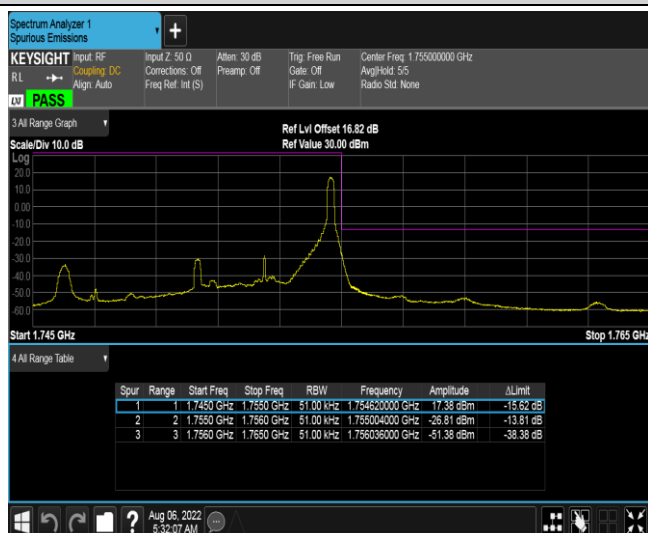 Spectrum Analyzer 1
Spurious Emissions
+
KEYSIGHT
RL
PASS
Input: RF
Coupling: DC
Align: Auto
Input Z: 50 Ω
Corrections: Off
Freq Ref: Int (S)
Atten: 30 dB
Preamp: Off
Trig: Free Run
Gate: Off
IF Gain: Low
Center Freq: 1.755000000 GHz
Avg|Hold: 5/5
Radio Std: None
3 All Range Graph
Scale/Div 10.0 dB
Ref Lvl Offset 16.82 dB
Ref Value 30.00 dBm
Log
20.0
10.0
0.00
-10.0
-20.0
-30.0
-40.0
-50.0
-60.0
Start 1.745 GHz
Stop 1.765 GHz
4 All Range Table
Spur Range Start Freq Stop Freq RBW Frequency Amplitude ΔLimit
1 1 1.7450 GHz 1.7550 GHz 51.00 kHz 1.754620000 GHz 17.38 dBm -15.62 dB
2 2 1.7550 GHz 1.7560 GHz 51.00 kHz 1.755004000 GHz -26.81 dBm -13.81 dB
3 3 1.7560 GHz 1.7650 GHz 51.00 kHz 1.756036000 GHz -51.38 dBm -38.38 dB
?
Aug 06, 2022
5:32:07 AM